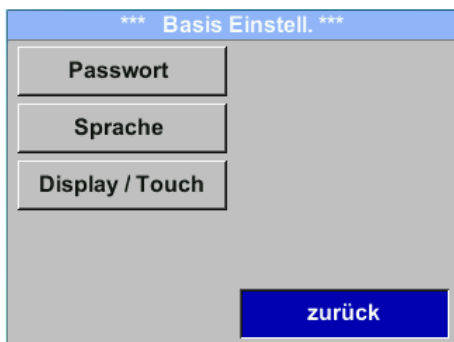 *** Basis Einstell. ***
Passwort
Sprache
Display / Touch
zurück